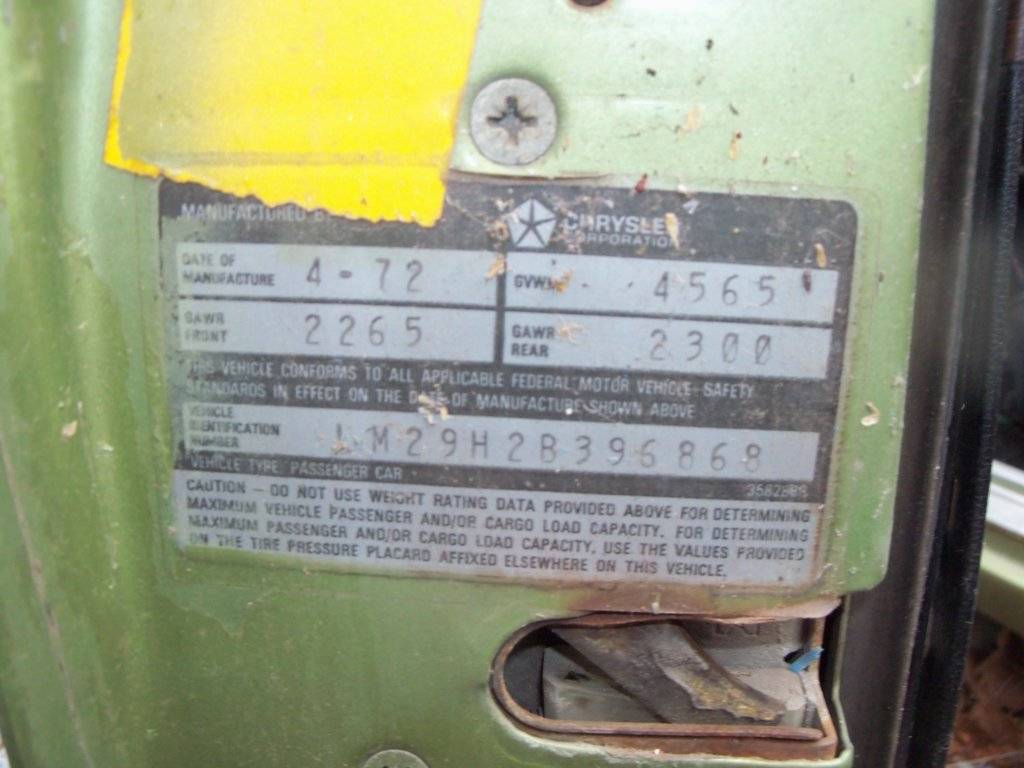 MANUFACTURED BY CHRYSLER
CORPORATION
DATE OF
MANUFACTURE 4-72 GVWR 4565
GAWR
FRONT 2265 GAWR
REAR 2300
THIS VEHICLE CONFORMS TO ALL APPLICABLE FEDERAL MOTOR VEHICLE SAFETY
STANDARDS IN EFFECT ON THE DATE OF MANUFACTURE SHOWN ABOVE
VEHICLE
IDENTIFICATION
NUMBER LM29H2B396868
VEHICLE TYPE PASSENGER CAR
CAUTION – DO NOT USE WEIGHT RATING DATA PROVIDED ABOVE FOR DETERMINING
MAXIMUM VEHICLE PASSENGER AND/OR CARGO LOAD CAPACITY. FOR DETERMINING
MAXIMUM PASSENGER AND/OR CARGO LOAD CAPACITY, USE THE VALUES PROVIDED
ON THE TIRE PRESSURE PLACARD AFFIXED ELSEWHERE ON THIS VEHICLE.